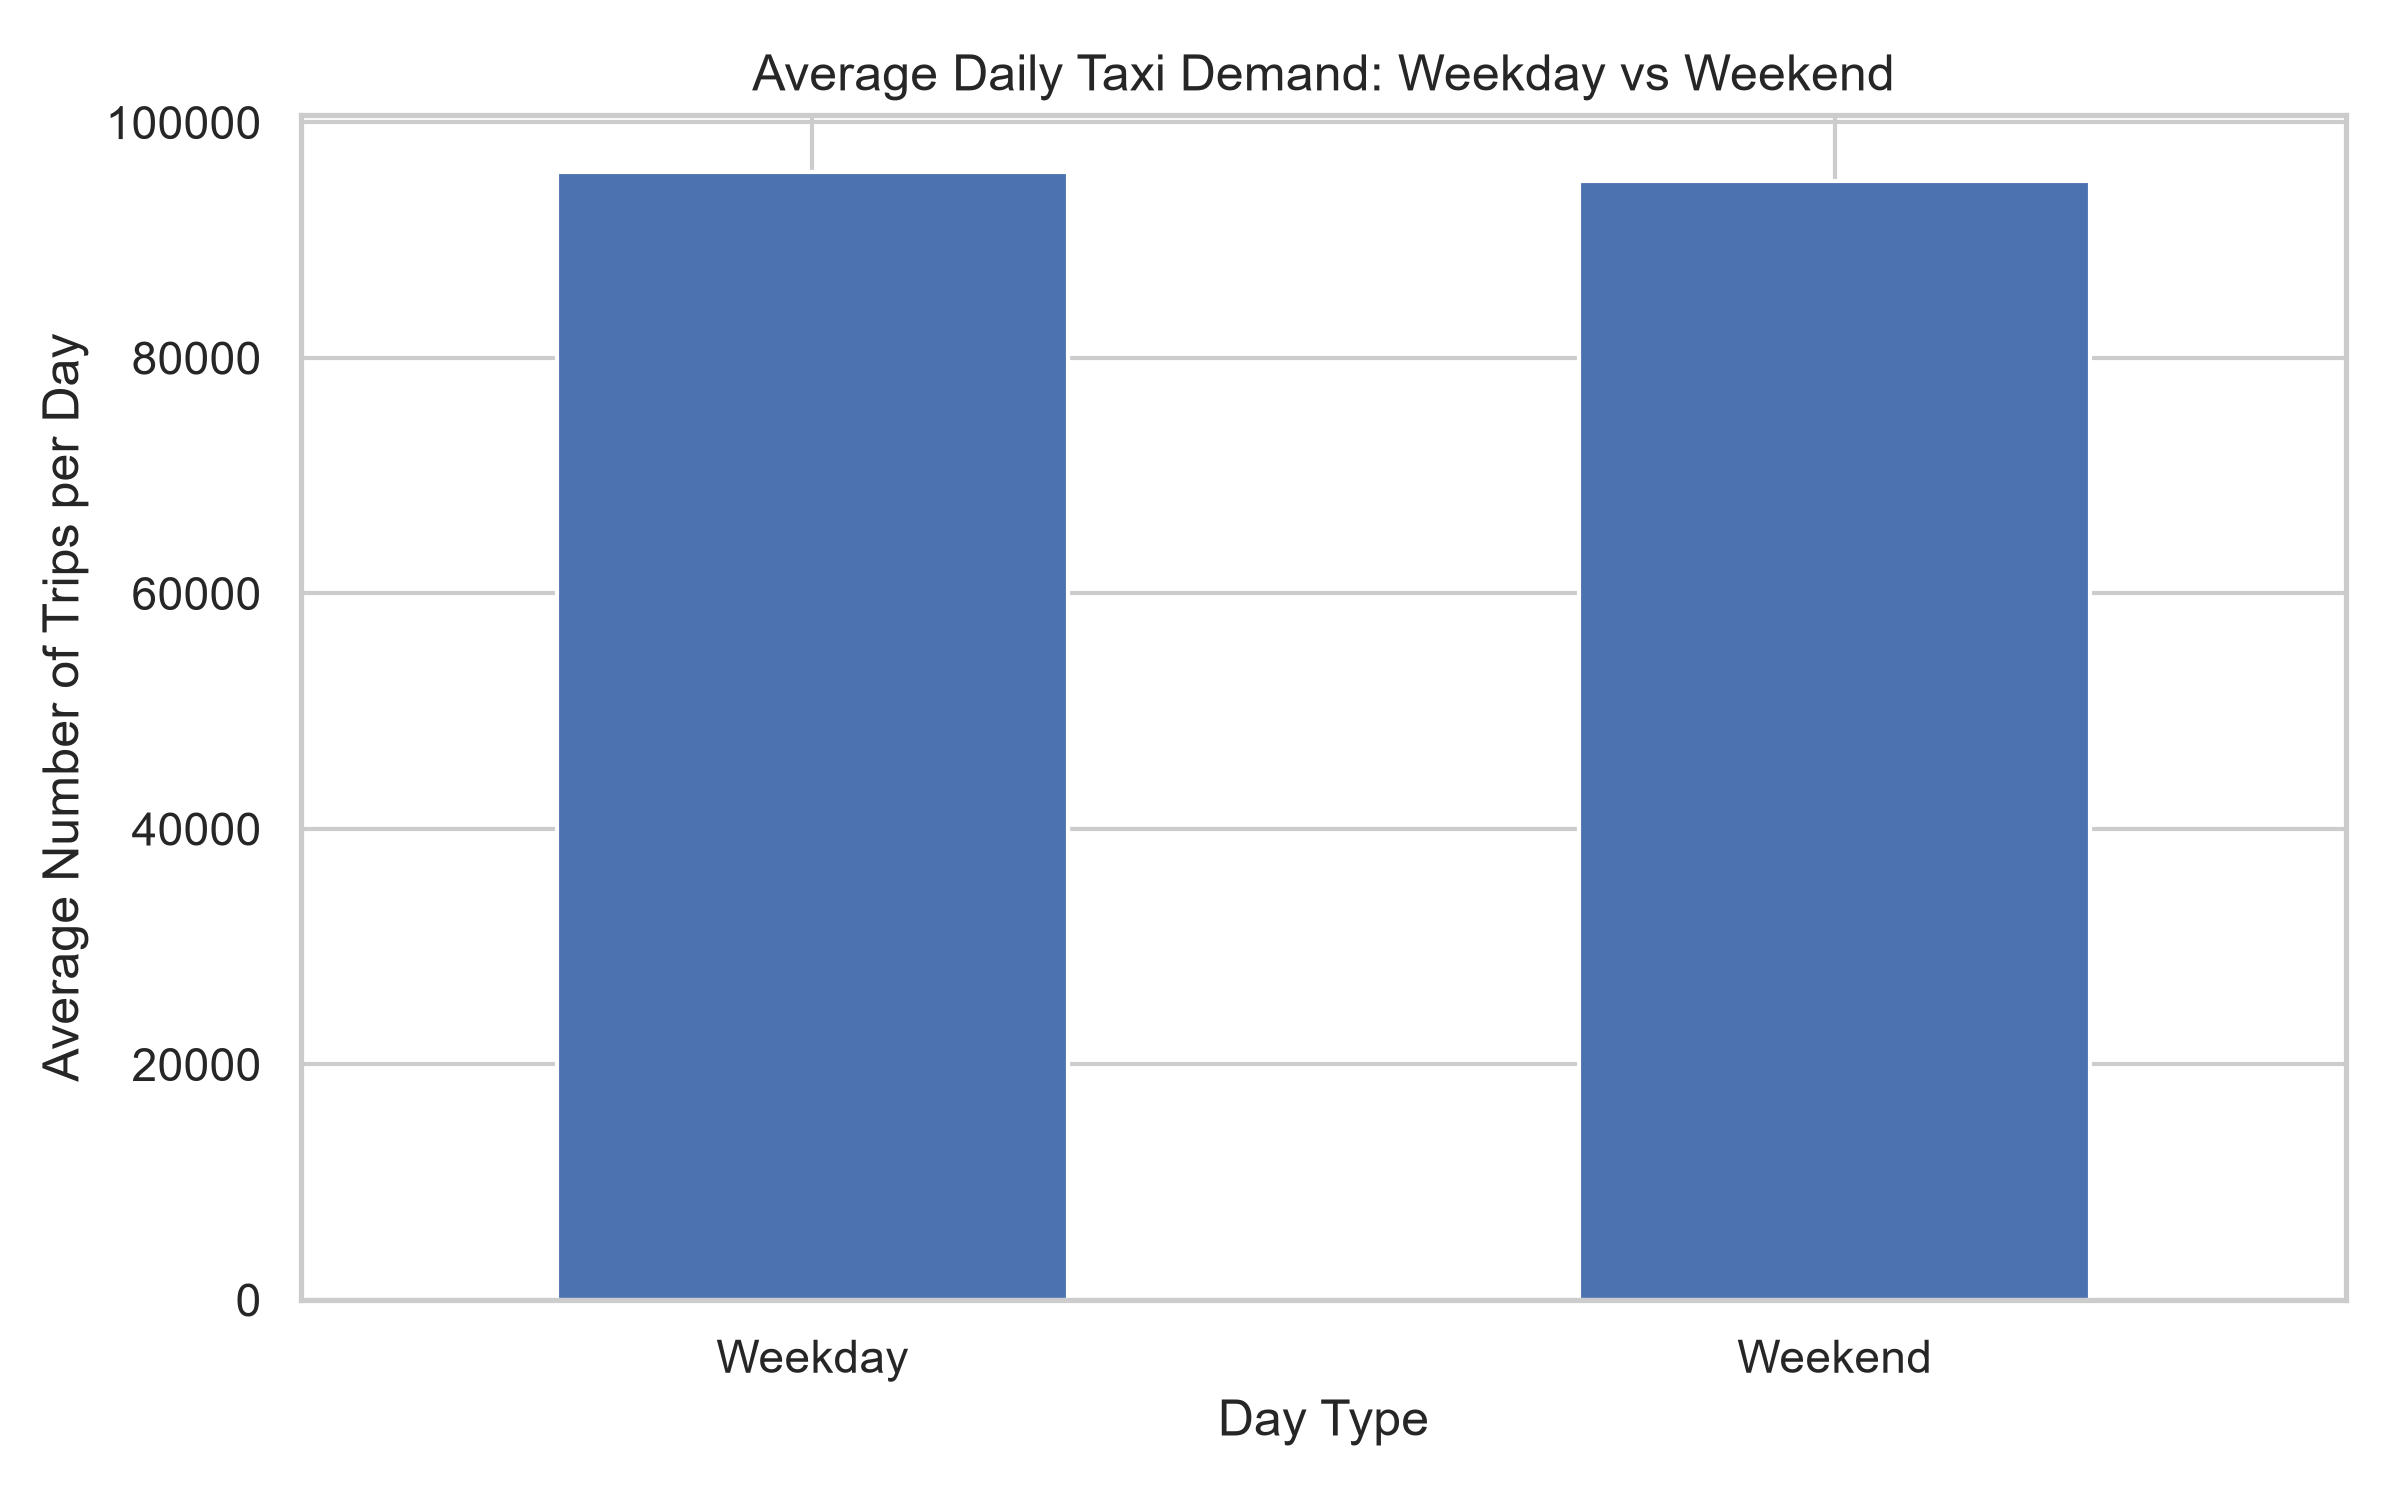 Average Daily Taxi Demand: Weekday vs Weekend
Average Number of Trips per Day
100000
80000
60000
40000
20000
0
Weekday
Weekend
Day Type